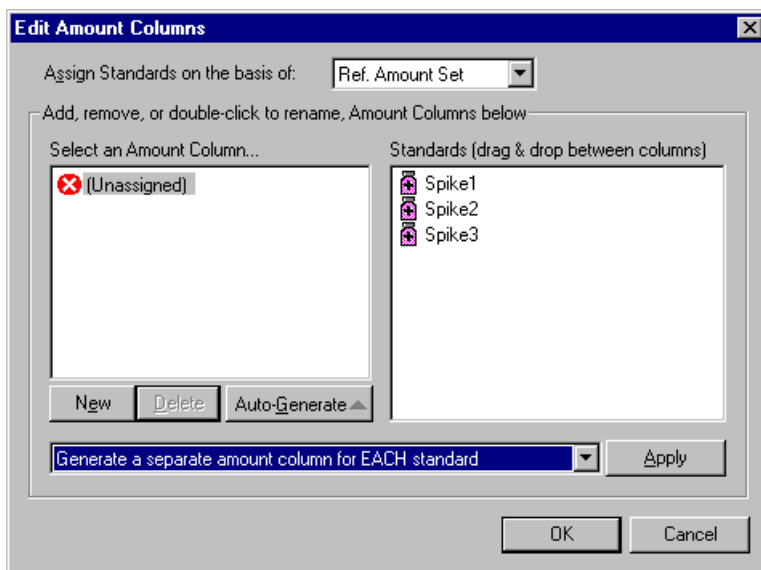 Edit Amount Columns
Assign Standards on the basis of: Ref. Amount Set
Add, remove, or double-click to rename, Amount Columns below
Select an Amount Column... Standards (drag & drop between columns)
(Unassigned) Spike1
Spike2
Spike3
New Delete Auto-Generate
Generate a separate amount column for EACH standard Apply
OK Cancel